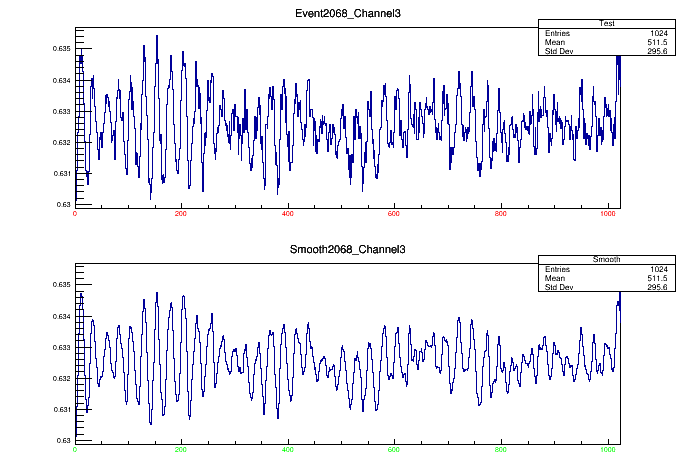 Event2068_Channel3
Test
Entries 1024
Mean 511.5
Std Dev 295.6
0.635
0.634
0.633
0.632
0.631
0.63
0 200 400 600 800 1000
Smooth2068_Channel3
Smooth
Entries 1024
Mean 511.5
Std Dev 295.6
0.635
0.634
0.633
0.632
0.631
0.63
0 200 400 600 800 1000